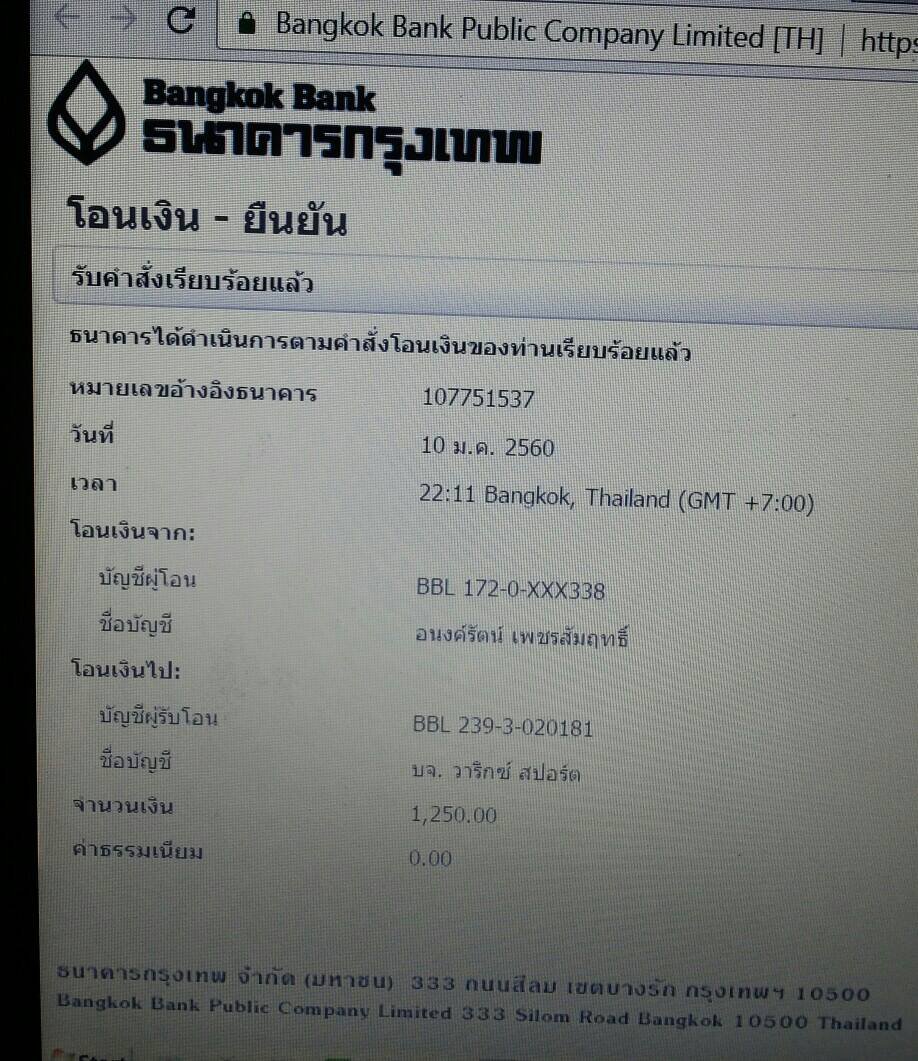 Bangkok Bank Public Company Limited [TH] | https
Bangkok Bank
ธนาคารกรุงเทพ
โอนเงิน - ยืนยัน
รับคำสั่งเรียบร้อยแล้ว
ธนาคารได้ดำเนินการตามคำสั่งโอนเงินของท่านเรียบร้อยแล้ว
หมายเลขอ้างอิงธนาคาร 107751537
วันที่ 10 ม.ค. 2560
เวลา 22:11 Bangkok, Thailand (GMT +7:00)
โอนเงินจาก:
บัญชีผู้โอน BBL 172-0-XXX338
ชื่อบัญชี อนงค์รัตน์ เพชรสัมฤทธิ์
โอนเงินไป:
บัญชีผู้รับโอน BBL 239-3-020181
ชื่อบัญชี บจ. วาริกซ์ สปอร์ต
จำนวนเงิน 1,250.00
ค่าธรรมเนียม 0.00
ธนาคารกรุงเทพ จำกัด (มหาชน) 333 ถนนสีลม เขตบางรัก กรุงเทพฯ 10500
Bangkok Bank Public Company Limited 333 Silom Road Bangkok 10500 Thailand